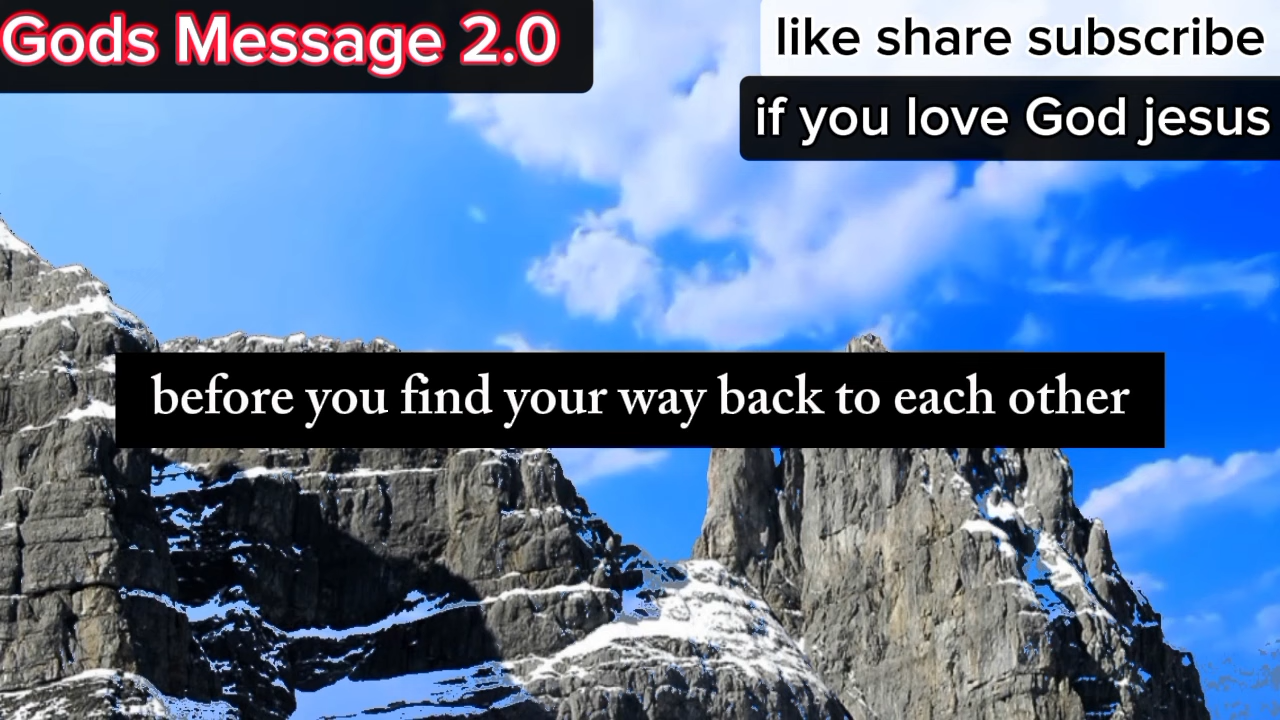 Gods Message 2.0
like share subscribe
if you love God jesus
before you find your way back to each other